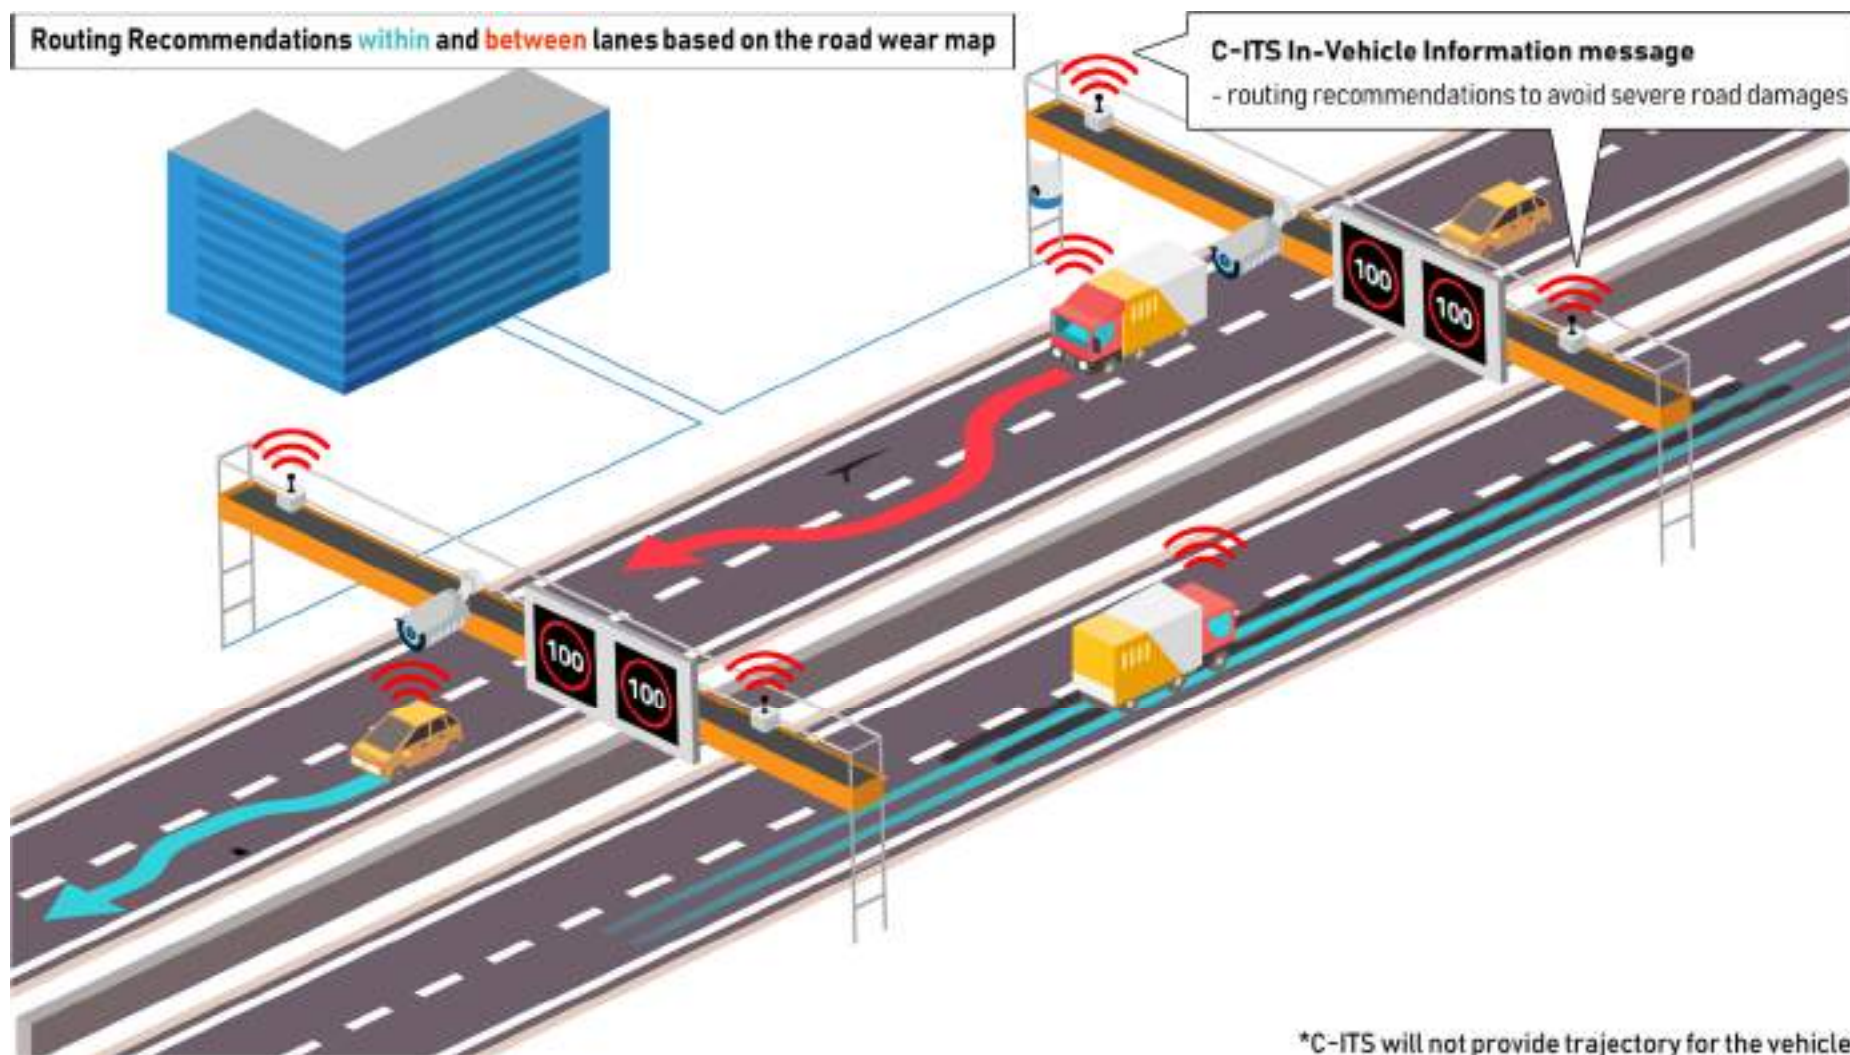 Routing Recommendations within and between lanes based on the road wear map
C-ITS In-Vehicle Information message
- routing recommendations to avoid severe road damages
100
100
100
100
*C-ITS will not provide trajectory for the vehicle